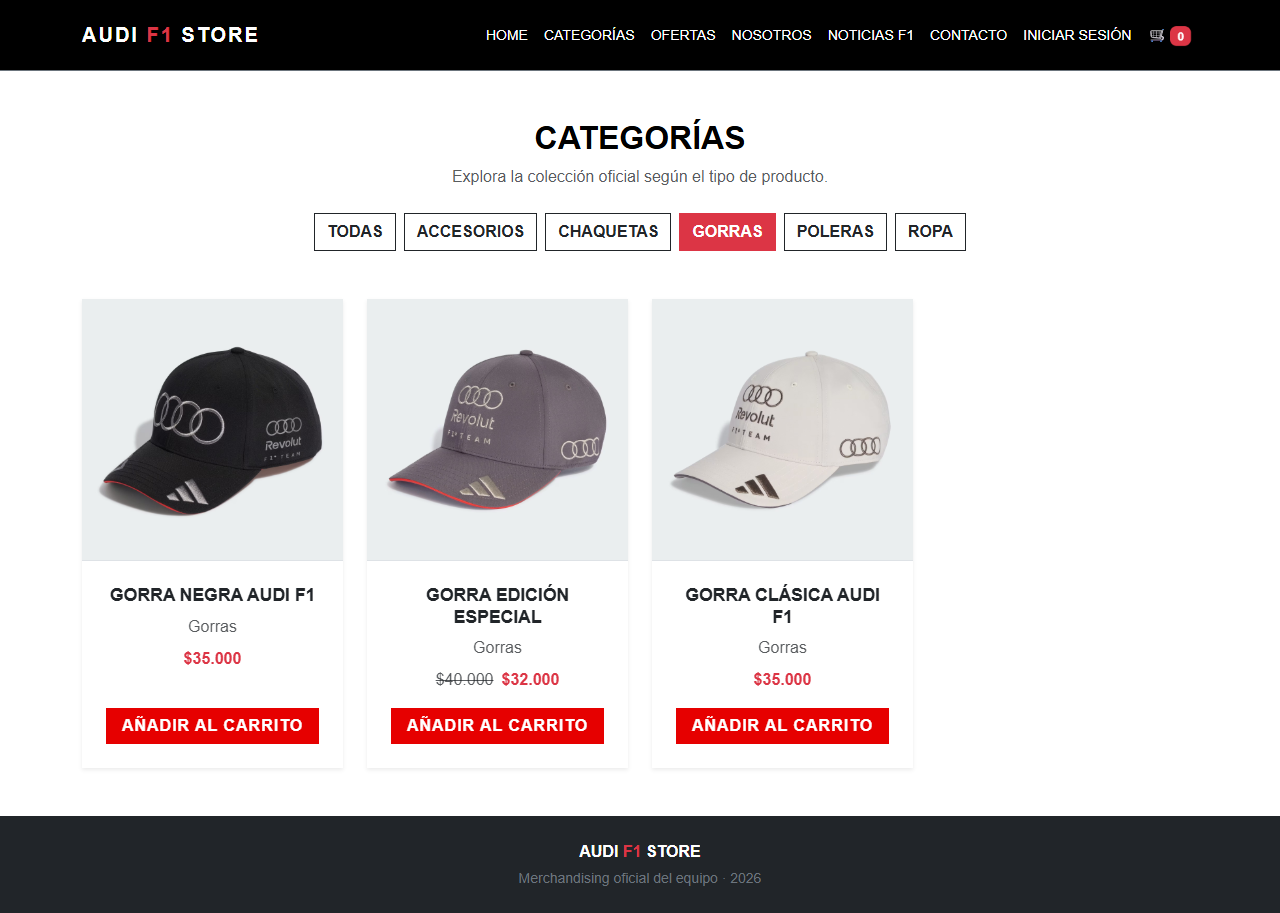 AUDI F1 STORE
HOME CATEGORÍAS OFERTAS NOSOTROS NOTICIAS F1 CONTACTO INICIAR SESIÓN 0
CATEGORÍAS
Explora la colección oficial según el tipo de producto.
TODAS ACCESORIOS CHAQUETAS GORRAS POLERAS ROPA
Revolut
F1 TEAM
Revolut
F1 TEAM
Revolut
F1 TEAM
GORRA NEGRA AUDI F1
Gorras
$35.000
AÑADIR AL CARRITO
GORRA EDICIÓN
ESPECIAL
Gorras
$40.000 $32.000
AÑADIR AL CARRITO
GORRA CLÁSICA AUDI
F1
Gorras
$35.000
AÑADIR AL CARRITO
AUDI F1 STORE
Merchandising oficial del equipo · 2026